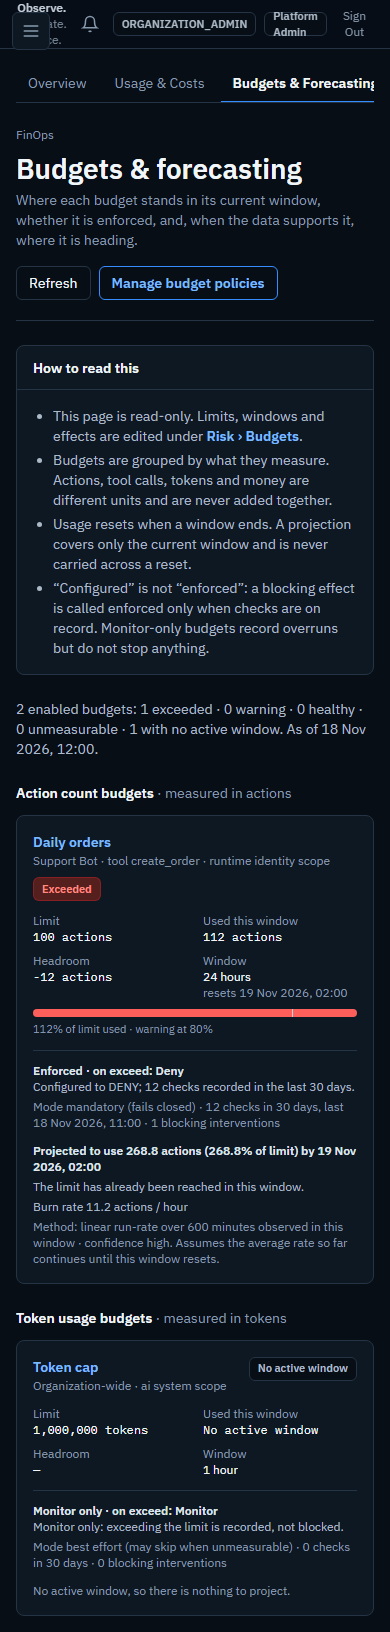 Observe.
ate.
ce.
ORGANIZATION_ADMIN
Platform
Admin
Sign
Out
Overview
Usage & Costs
Budgets & Forecasting
FinOps
Budgets & forecasting
Where each budget stands in its current window,
whether it is enforced, and, when the data supports it,
where it is heading.
Refresh
Manage budget policies
How to read this
• This page is read-only. Limits, windows and
effects are edited under Risk › Budgets.
• Budgets are grouped by what they measure.
Actions, tool calls, tokens and money are
different units and are never added together.
• Usage resets when a window ends. A projection
covers only the current window and is never
carried across a reset.
• “Configured” is not “enforced”: a blocking effect
is called enforced only when checks are on
record. Monitor-only budgets record overruns
but do not stop anything.
2 enabled budgets: 1 exceeded · 0 warning · 0 healthy ·
0 unmeasurable · 1 with no active window. As of 18 Nov
2026, 12:00.
Action count budgets · measured in actions
Daily orders
Support Bot · tool create_order · runtime identity scope
Exceeded
Limit
100 actions
Used this window
112 actions
Headroom
-12 actions
Window
24 hours
resets 19 Nov 2026, 02:00
112% of limit used · warning at 80%
Enforced · on exceed: Deny
Configured to DENY; 12 checks recorded in the last 30 days.
Mode mandatory (fails closed) · 12 checks in 30 days, last
18 Nov 2026, 11:00 · 1 blocking interventions
Projected to use 268.8 actions (268.8% of limit) by 19 Nov
2026, 02:00
The limit has already been reached in this window.
Burn rate 11.2 actions / hour
Method: linear run-rate over 600 minutes observed in this
window · confidence high. Assumes the average rate so far
continues until this window resets.
Token usage budgets · measured in tokens
Token cap
No active window
Organization-wide · ai system scope
Limit
1,000,000 tokens
Used this window
No active window
Headroom
—
Window
1 hour
Monitor only · on exceed: Monitor
Monitor only: exceeding the limit is recorded, not blocked.
Mode best effort (may skip when unmeasurable) · 0 checks
in 30 days · 0 blocking interventions
No active window, so there is nothing to project.